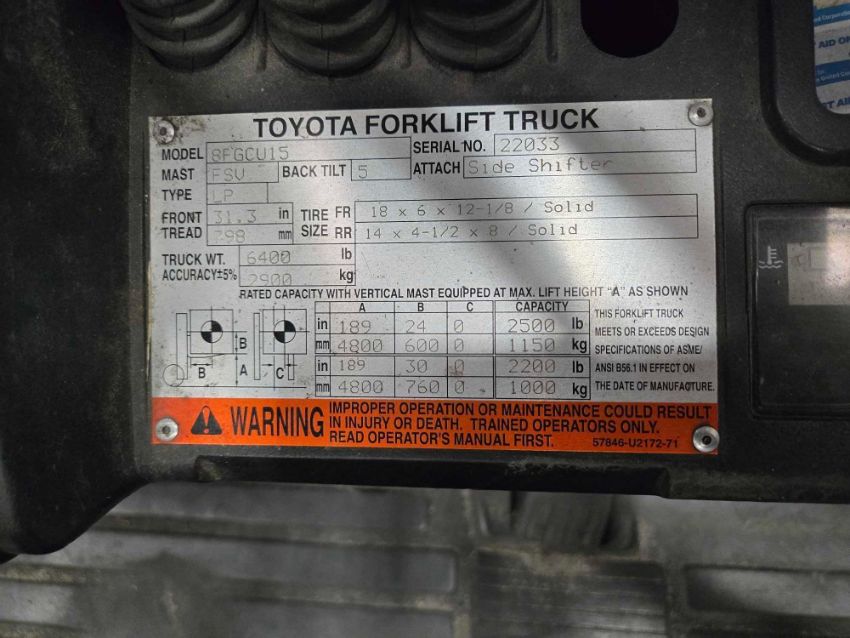 AID ON
TOYOTA FORKLIFT TRUCK
MODEL 8FGCU15 SERIAL NO. 22033
MAST FSV BACK TILT 5 ATTACH Side Shifter
TYPE LP
FRONT TREAD 31.3 in TIRE SIZE FR 18 x 6 x 12-1/8 / Solid
798 mm RR 14 x 4-1/2 x 8 / Solid
TRUCK WT. 6400 lb
ACCURACY±5% 2900 kg
RATED CAPACITY WITH VERTICAL MAST EQUIPPED AT MAX. LIFT HEIGHT "A" AS SHOWN
A B C CAPACITY
in 189 24 0 2500 lb
mm 4800 600 0 1150 kg
in 189 30 0 2200 lb
mm 4800 760 0 1000 kg
B
B A C
THIS FORKLIFT TRUCK
MEETS OR EXCEEDS DESIGN
SPECIFICATIONS OF ASME/
ANSI B56.1 IN EFFECT ON
THE DATE OF MANUFACTURE.
WARNING
IMPROPER OPERATION OR MAINTENANCE COULD RESULT
IN INJURY OR DEATH. TRAINED OPERATORS ONLY.
READ OPERATOR'S MANUAL FIRST.
57846-U2172-71